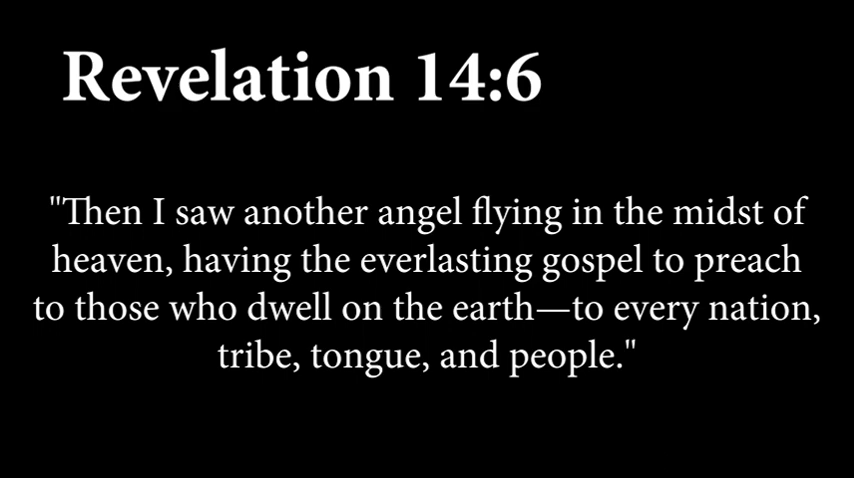 Revelation 14:6
"Then I saw another angel flying in the midst of
heaven, having the everlasting gospel to preach
to those who dwell on the earth—to every nation,
tribe, tongue, and people."